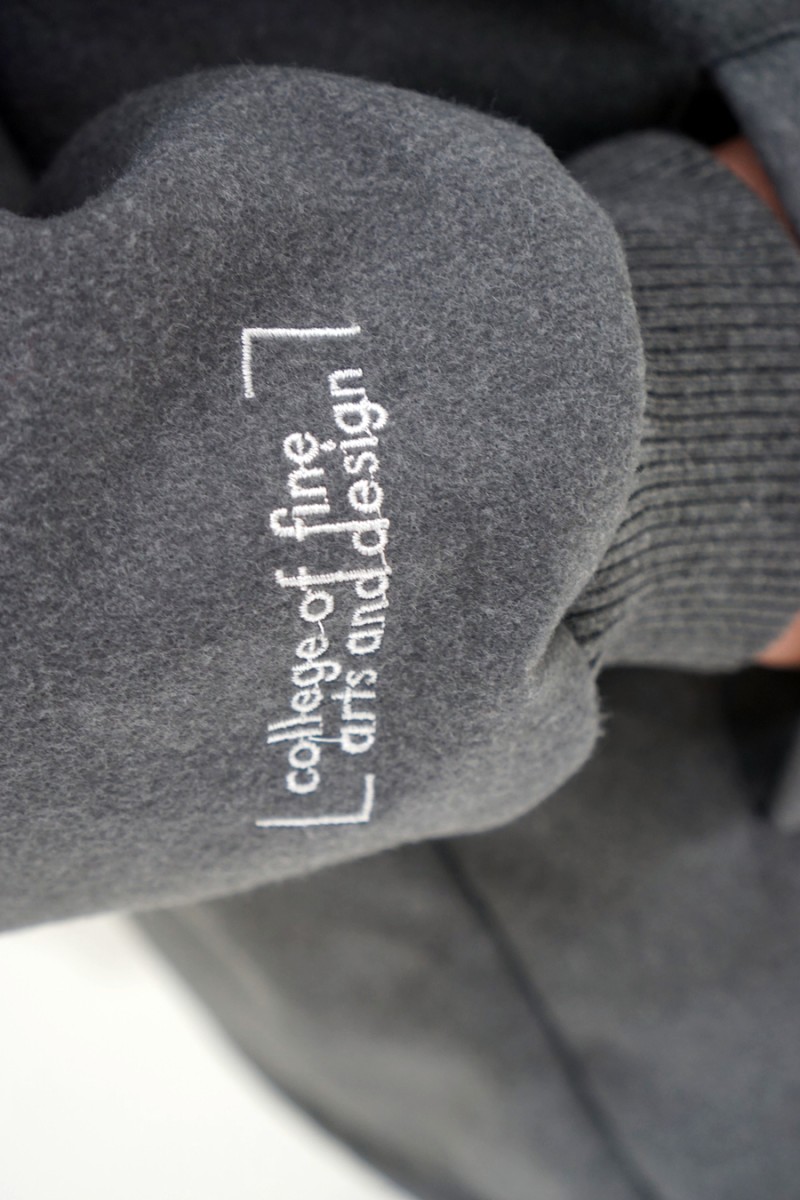 college of fine
arts and design